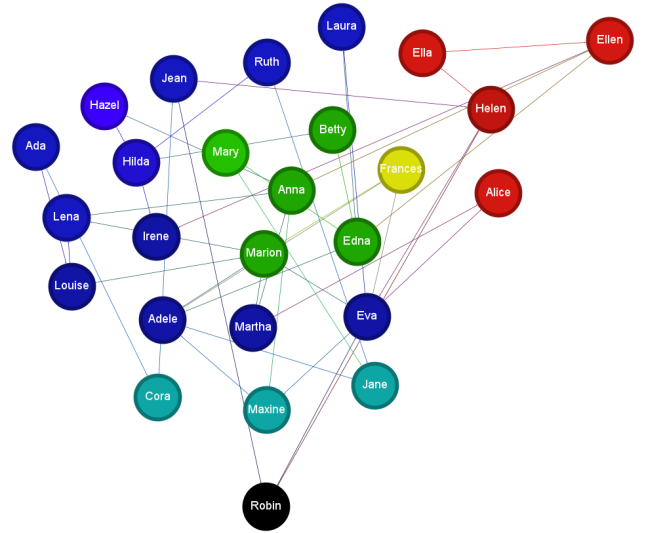 Laura
Ellen
Ella
Ruth
Jean
Hazel
Helen
Betty
Ada
Mary
Hilda
Frances
Anna
Alice
Lena
Irene
Edna
Marion
Louise
Adele
Eva
Martha
Jane
Cora
Maxine
Robin